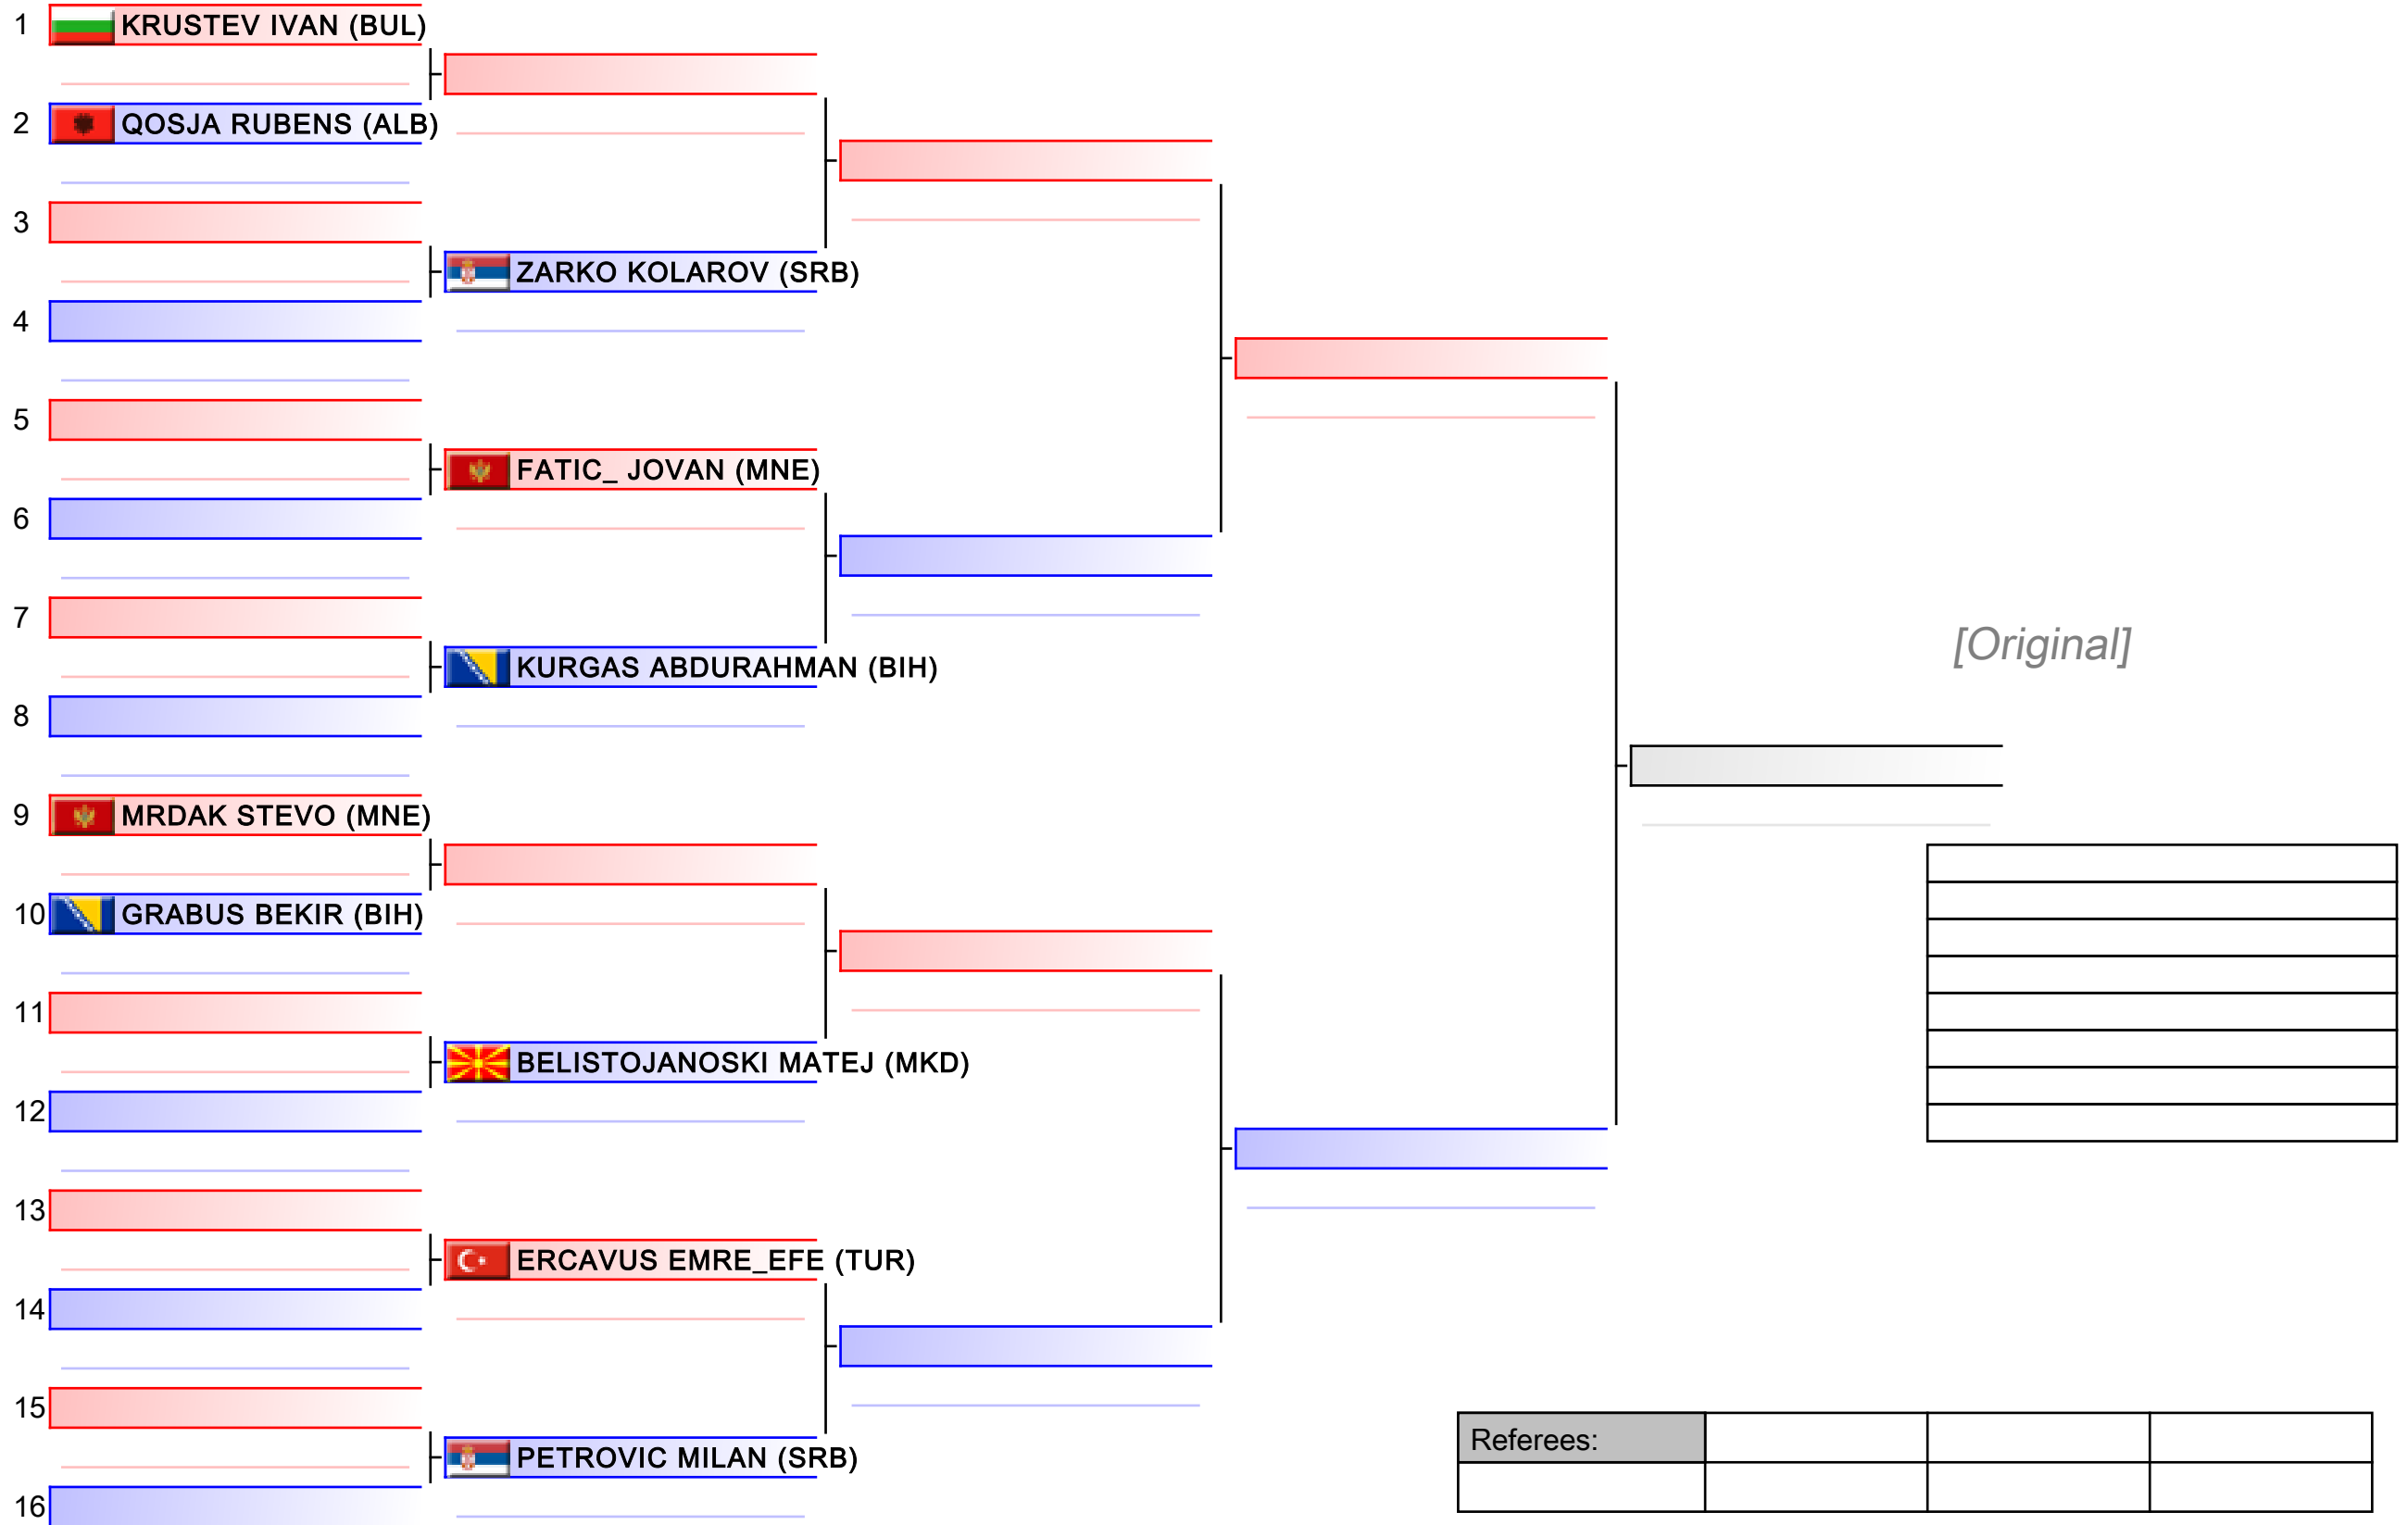 1 KRUSTEV IVAN (BUL)
2 QOSJA RUBENS (ALB)
3
ZARKO KOLAROV (SRB)
4
5
FATIC_ JOVAN (MNE)
6
7
[Original]
KURGAS ABDURAHMAN (BIH)
8
9 MRDAK STEVO (MNE)
10 GRABUS BEKIR (BIH)
11
BELISTOJANOSKI MATEJ (MKD)
12
13
ERCAVUS EMRE_EFE (TUR)
14
15
Referees:
PETROVIC MILAN (SRB)
16